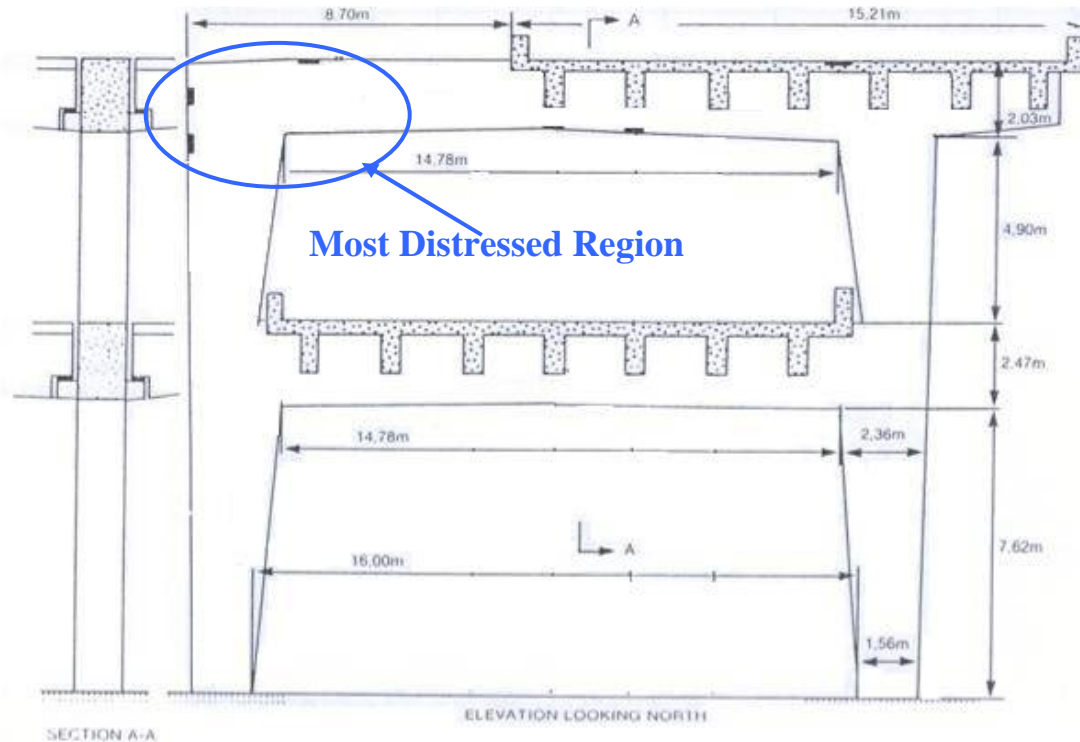 8.70m
A
15,21m
2.03m
14.78m
Most Distressed Region
4,90m
2.47m
14,78m
2,36m
A
7,62m
16,00m
1,56m
ELEVATION LOOKING NORTH
SECTION A-A